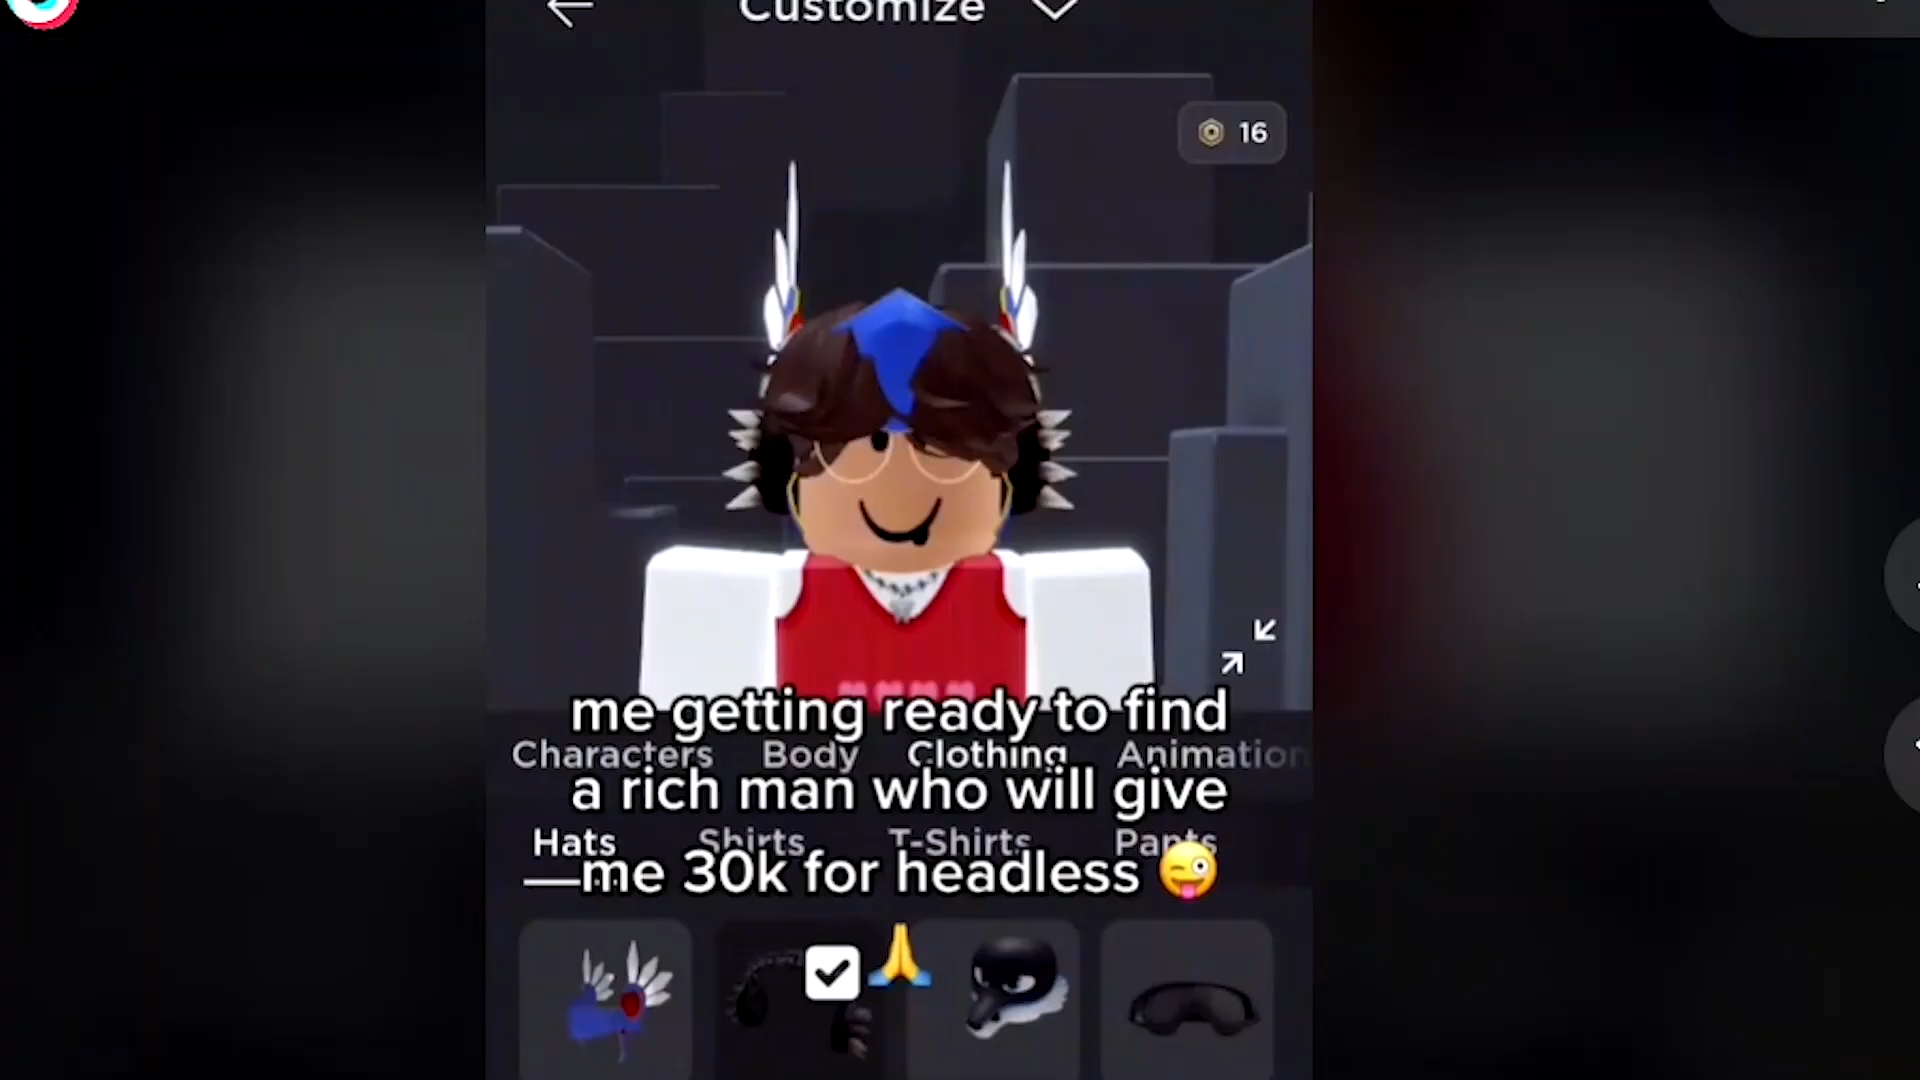 Customize
16
me getting ready to find
Characters Body Clothing Animation
a rich man who will give
Hats Shirts T-Shirts Pants
me 30k for headless 😜
🙏